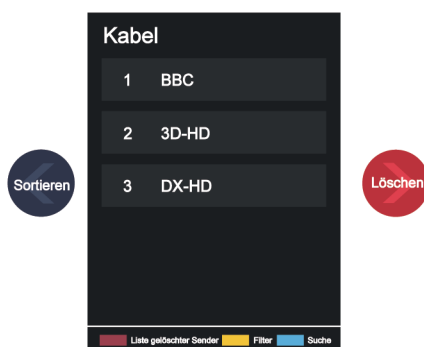 Kabel
1 BBC
2 3D-HD
Sortieren
3 DX-HD
Löschen
Liste gelöschter Sender Filter Suche